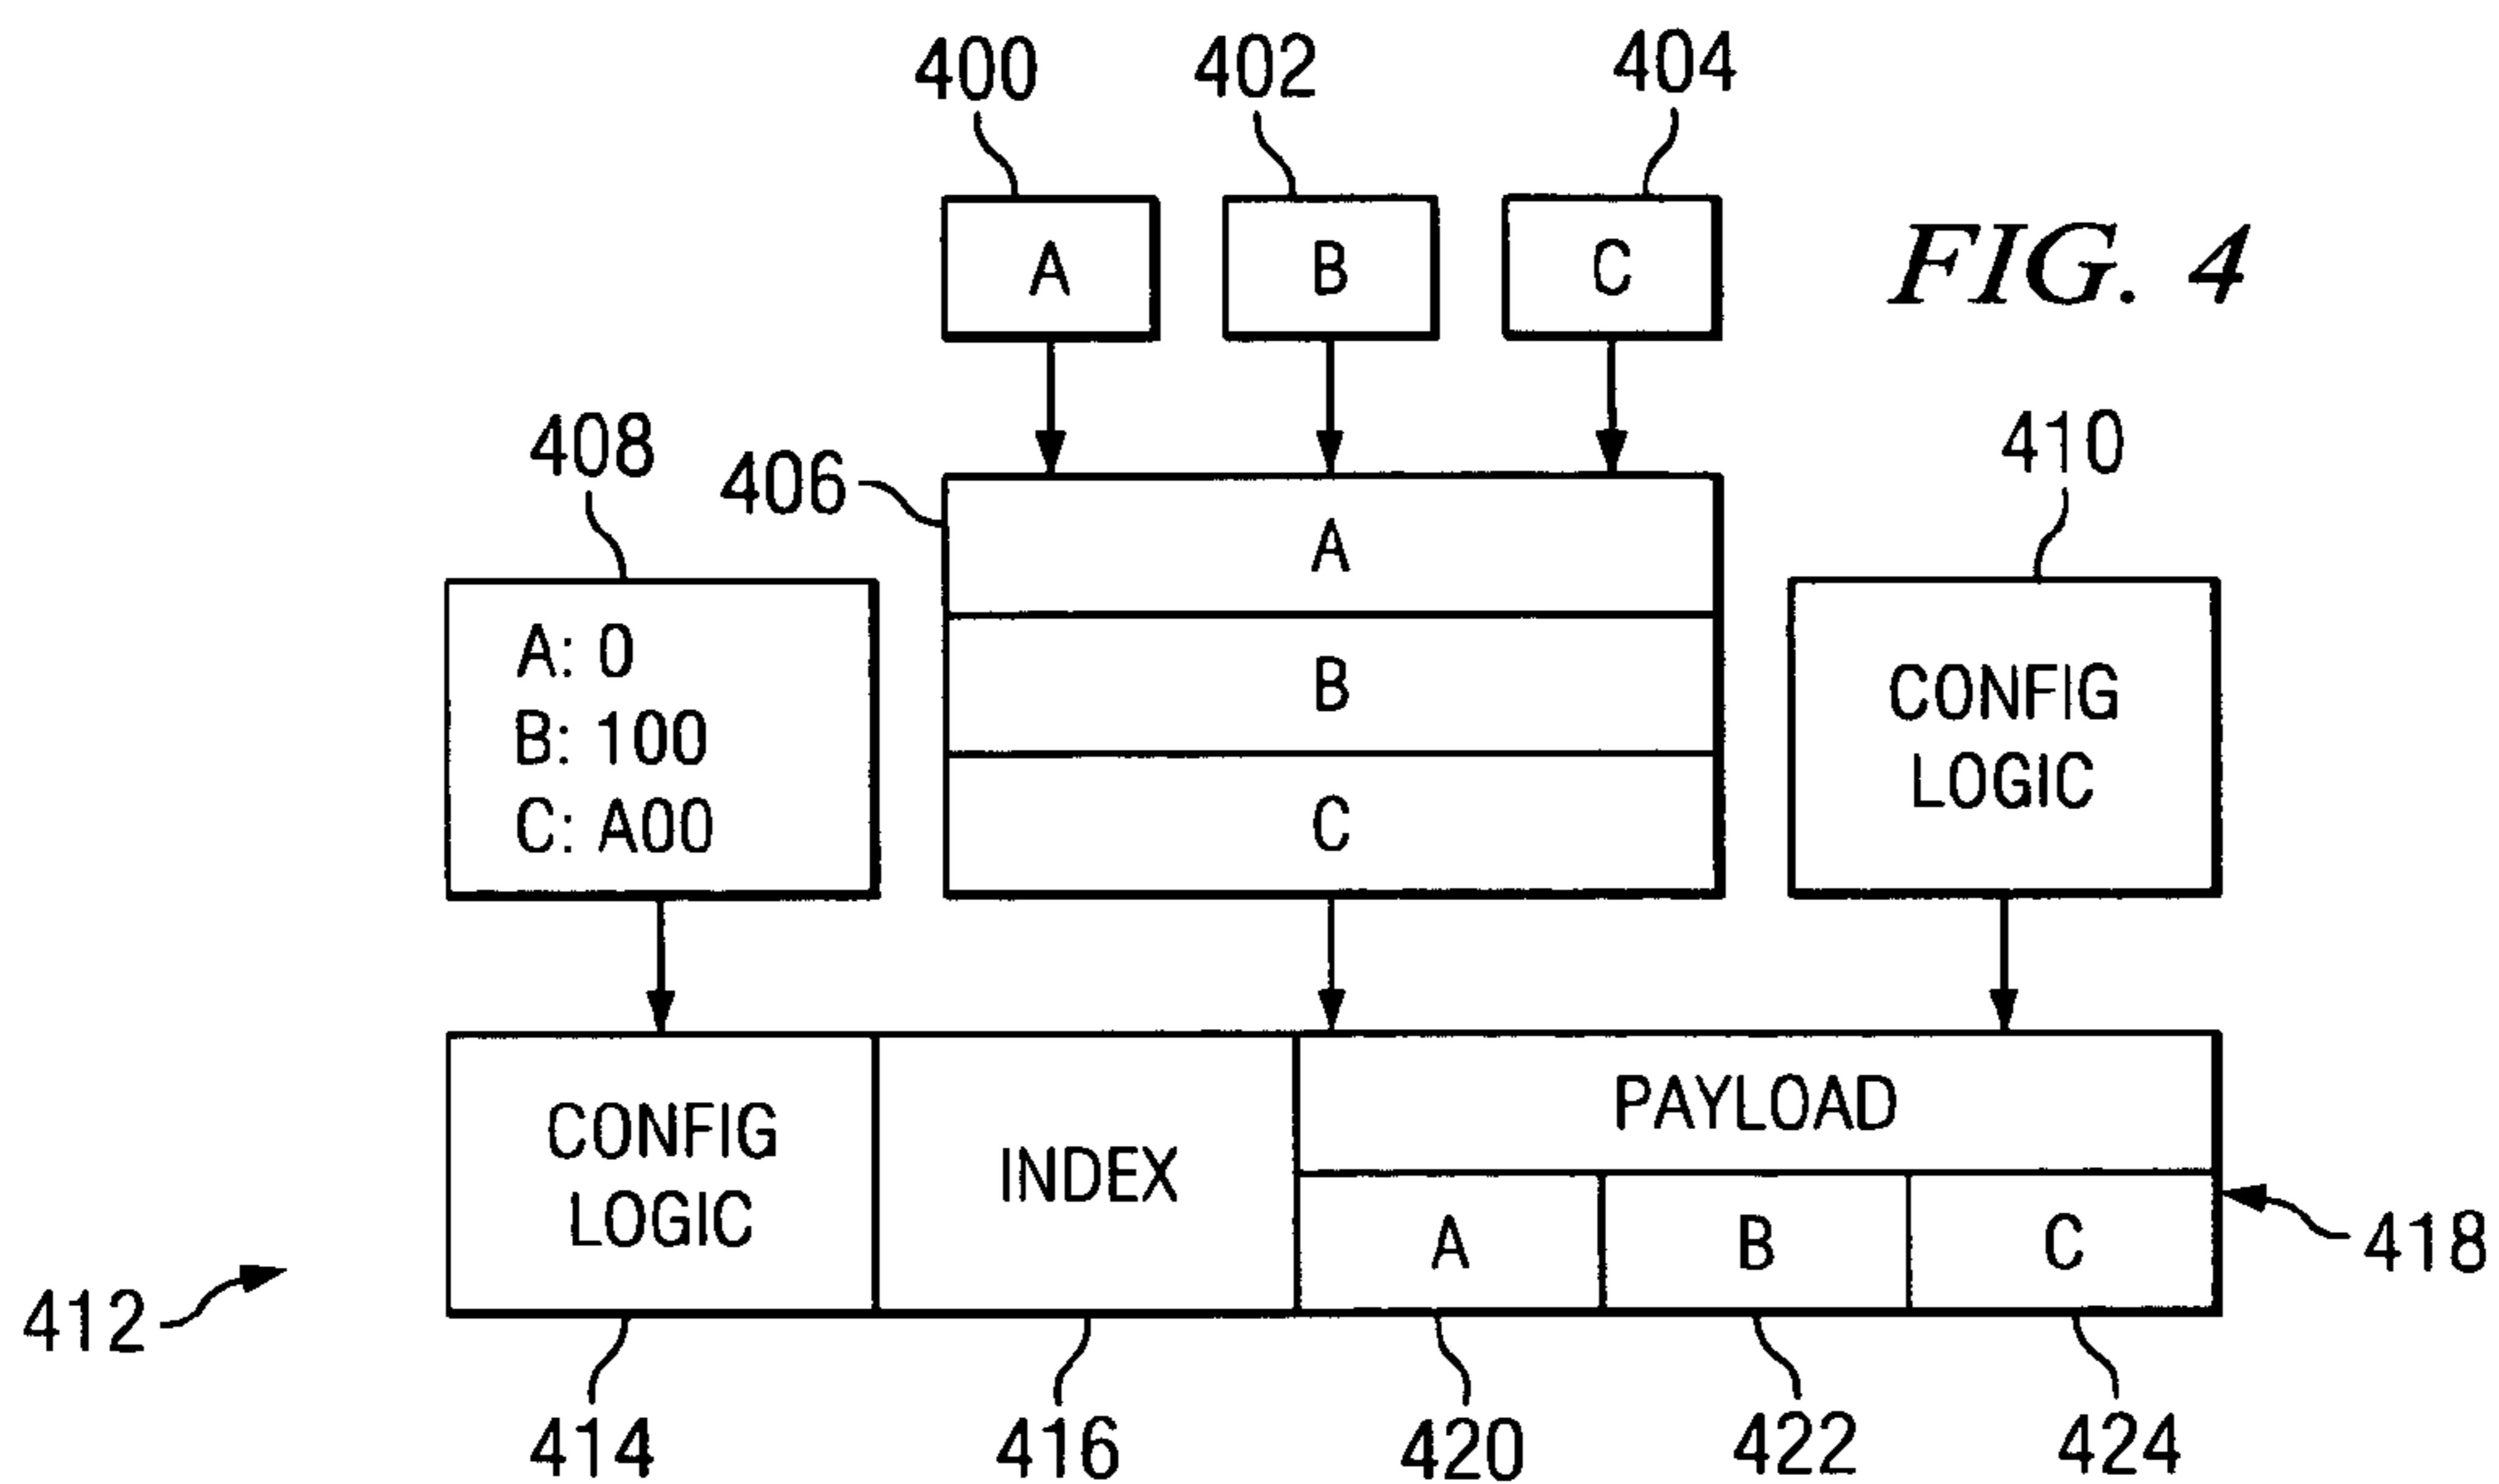 400 402 404
A B C
FIG. 4
408 406 410
A
B
C
A: 0
B: 100
C: A00
CONFIG
LOGIC
CONFIG
LOGIC
INDEX
PAYLOAD
A B C
412
418
414 416 420 422 424